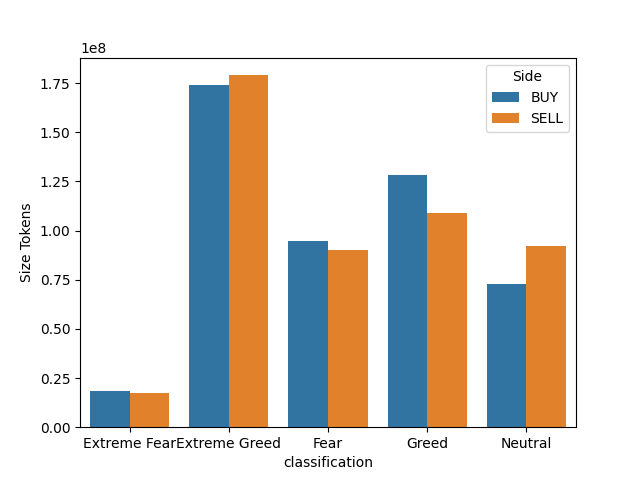 1e8
Side
BUY
SELL
1.75
1.50
1.25
1.00
0.75
0.50
0.25
0.00
Size Tokens
Extreme Fear Extreme Greed Fear Greed Neutral
classification